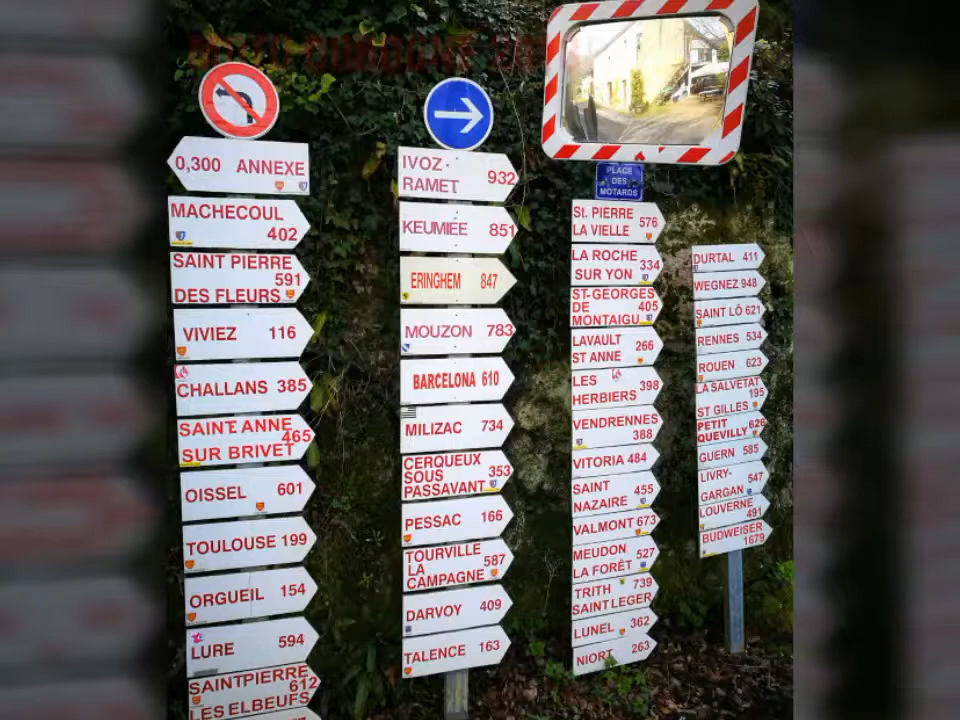 0,300 ANNEXE
MACHECOUL
402
SAINT PIERRE
591
DES FLEURS
VIVIEZ 116
CHALLANS 385
SAINT ANNE
465
SUR BRIVET
OISSEL 601
TOULOUSE 199
ORGUEIL 154
LURE 594
SAINTPIERRE
612
LES ELBEUFS
IVOZ
RAMET 932
KEUMIEE 851
ERINGHEM 847
MOUZON 783
BARCELONA 610
MILIZAC 734
CERQUEUX
SOUS 353
PASSAVANT
PESSAC 166
TOURVILLE
LA 587
CAMPAGNE
DARVOY 409
TALENCE 163
PLACE
DES
MOTARDS
St. PIERRE 576
LA VIELLE
LA ROCHE 334
SUR YON
ST-GEORGES
DE 405
MONTAIGU
LAVAULT 266
ST ANNE
LES 398
HERBIERS
VENDRENNES
388
VITORIA 484
SAINT 455
NAZAIRE
VALMONT 673
MEUDON 527
LA FORÊT
TRITH 739
SAINT LEGER
LUNEL 362
NIORT 263
DURTAL 411
WEGNEZ 948
SAINT LÔ 621
RENNES 534
ROUEN 623
LA SALVETAT
195
ST GILLES
PETIT 626
QUEVILLY
GUERN 585
LIVRY- 547
GARGAN
LOUVERNE
491
BUDWEISER
1679